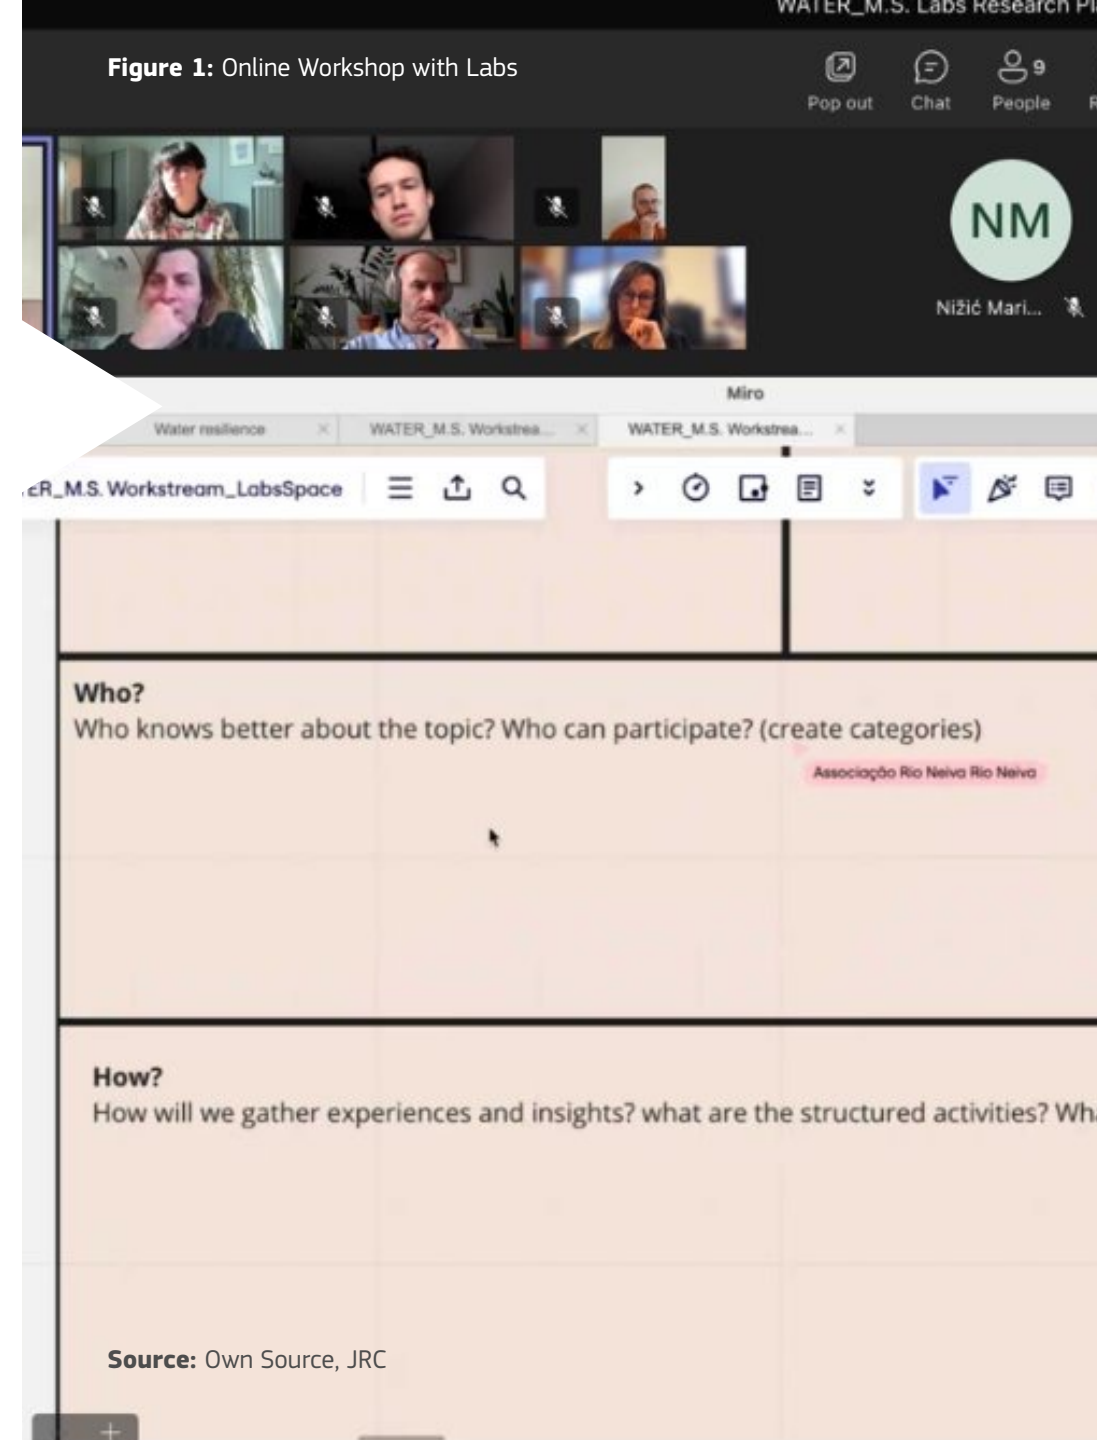 WATER_M.S. Labs Research Pl
Figure 1: Online Workshop with Labs
9
Pop out Chat People R
NM
Nižić Mari...
Miro
Water resilience WATER_M.S. Workstrea... WATER_M.S. Workstrea...
ER_M.S. Workstream_LabsSpace
Who?
Who knows better about the topic? Who can participate? (create categories)
Associação Rio Neiva Rio Neiva
How?
How will we gather experiences and insights? what are the structured activities? Wha
Source: Own Source, JRC